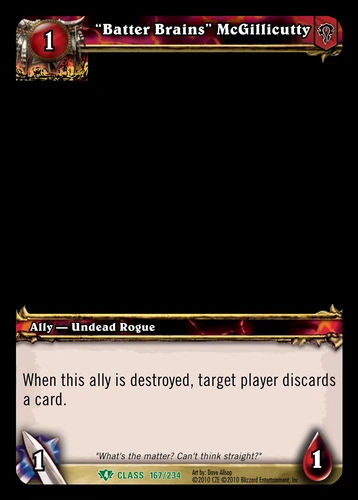 1
"Batter Brains" McGillicutty
Ally — Undead Rogue
When this ally is destroyed, target player discards
a card.
"What's the matter? Can't think straight?"
1
CLASS 167/234
Art by: Dave Allsop
©2010 CZE ©2010 Blizzard Entertainment, Inc.
1